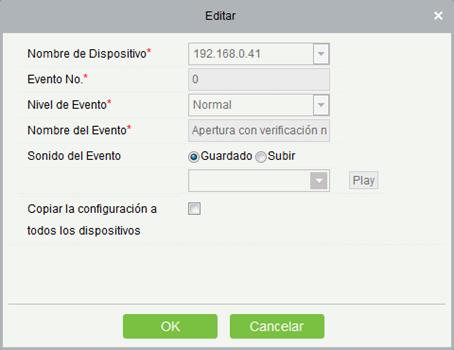 Editar
Nombre de Dispositivo* 192.168.0.41
Evento No.* 0
Nivel de Evento* Normal
Nombre del Evento* Apertura con verificación n
Sonido del Evento Guardado Subir
Play
Copiar la configuración a
todos los dispositivos
OK Cancelar